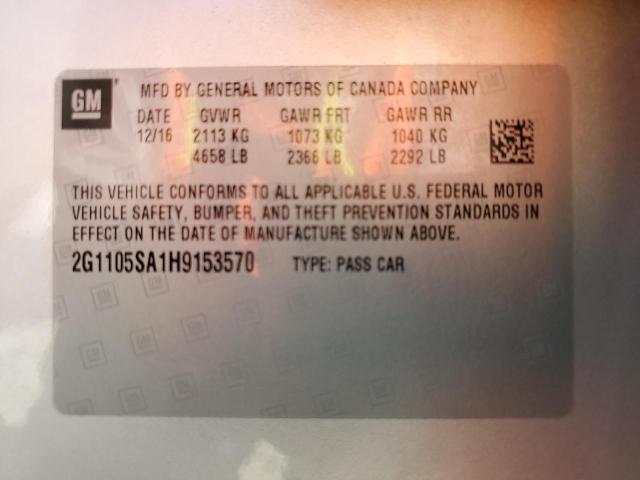 GM
MFD BY GENERAL MOTORS OF CANADA COMPANY
DATE GVWR GAWR FRT GAWR RR
12/16 2113 KG 1073 KG 1040 KG
4658 LB 2366 LB 2292 LB
THIS VEHICLE CONFORMS TO ALL APPLICABLE U.S. FEDERAL MOTOR
VEHICLE SAFETY, BUMPER, AND THEFT PREVENTION STANDARDS IN
EFFECT ON THE DATE OF MANUFACTURE SHOWN ABOVE.
2G1105SA1H9153570 TYPE: PASS CAR